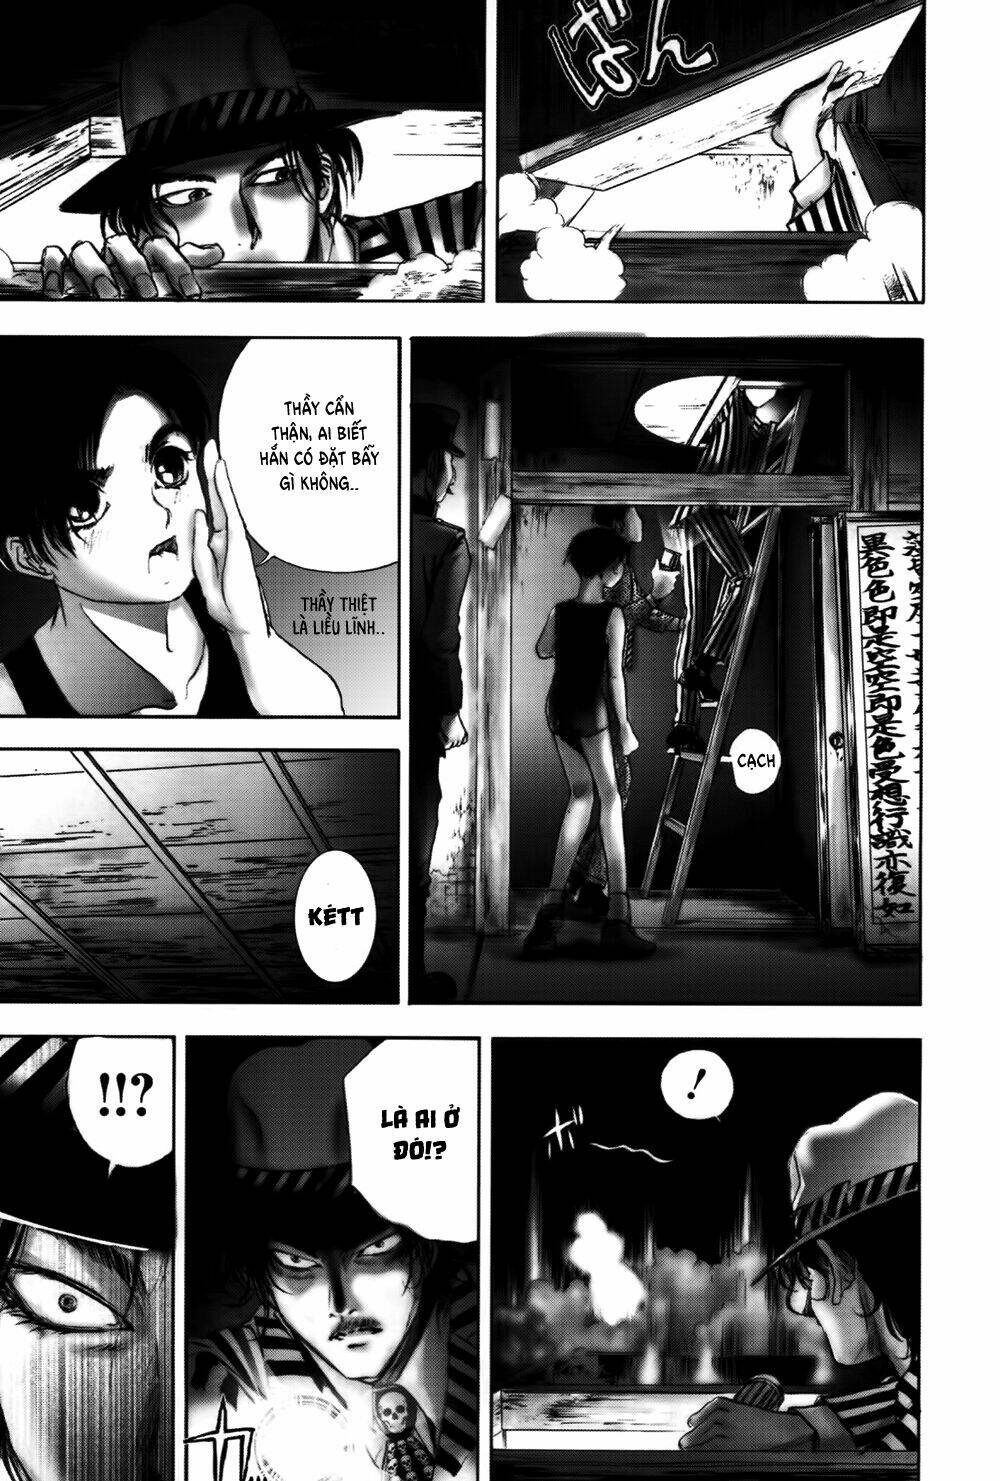 ばん
THẦY CẨN
THẬN, AI BIẾT
HẮN CÓ ĐẶT BẪY
GÌ KHÔNG..
THẦY THIỆT
LÀ LIỀU LĨNH..
CẠCH
異色色即是空空即是色受想行識亦復如
KÉTT
!
LÀ AI Ở
ĐÓ!?
!!?